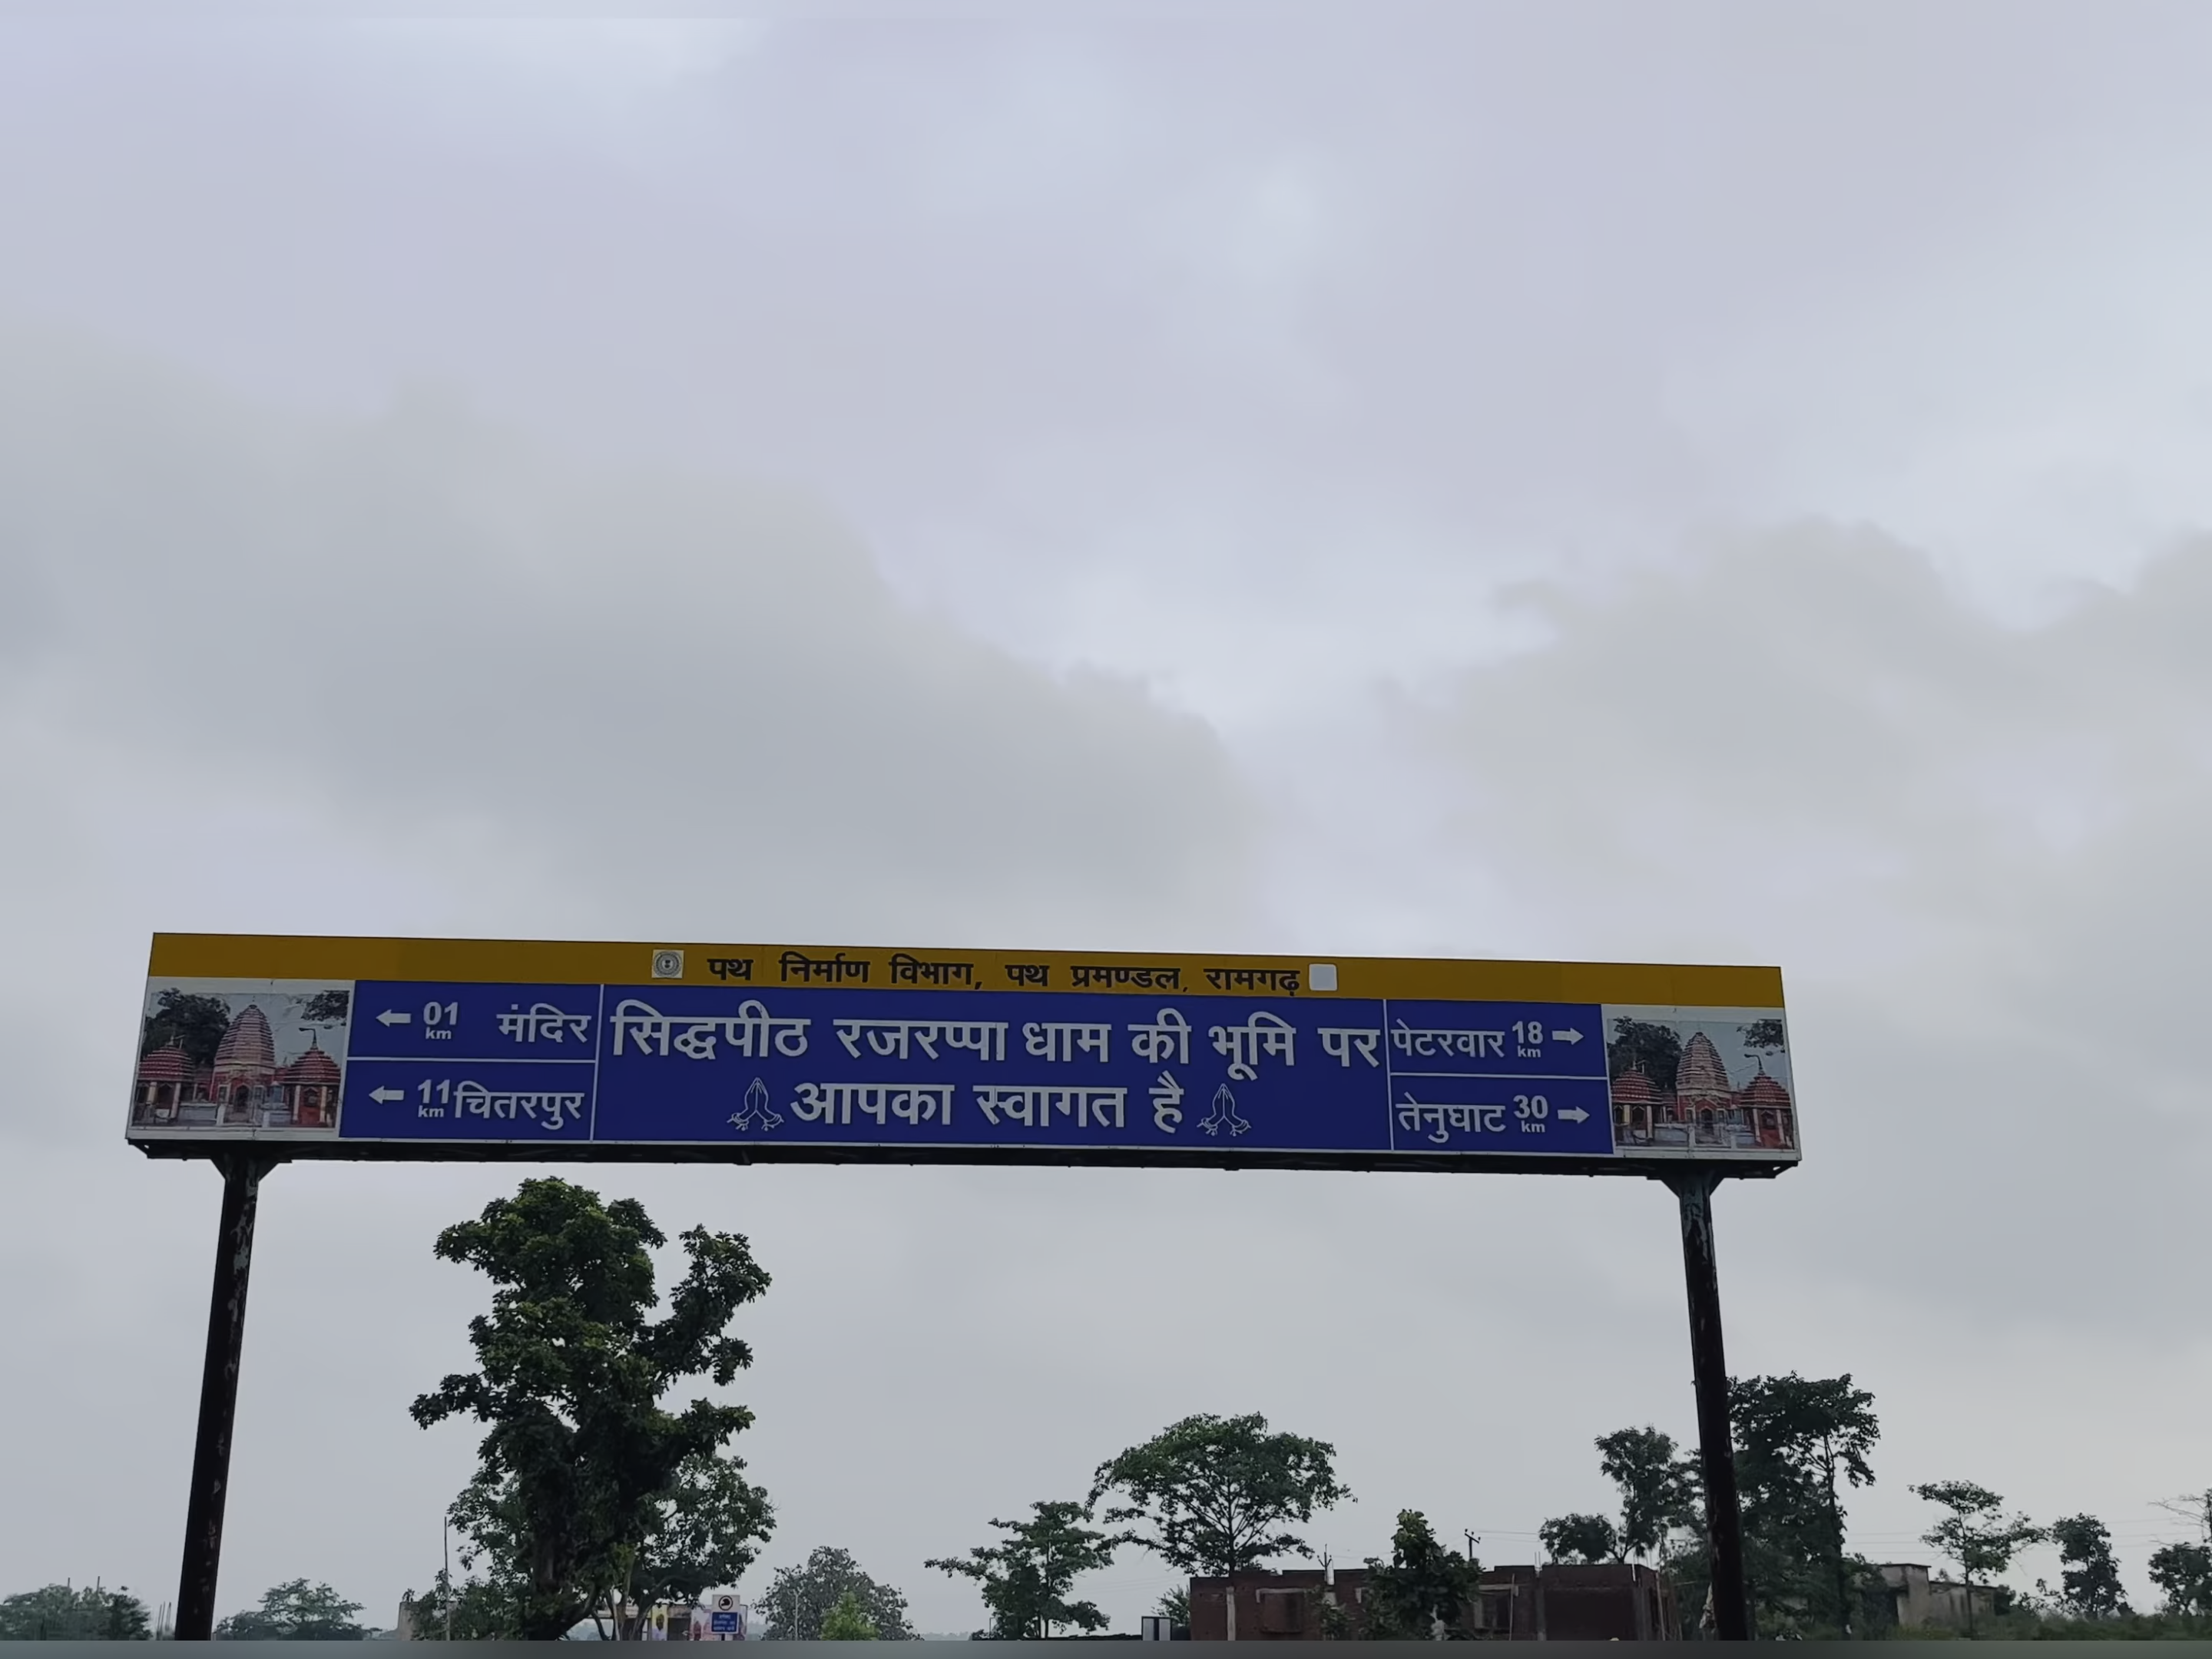 पथ निर्माण विभाग, पथ प्रमण्डल, रामगढ़
← 01 km मंदिर
← 11 km चितरपुर
सिद्धपीठ रजरप्पा धाम की भूमि पर
आपका स्वागत है
पेटरवार 18 km →
तेनुघाट 30 km →